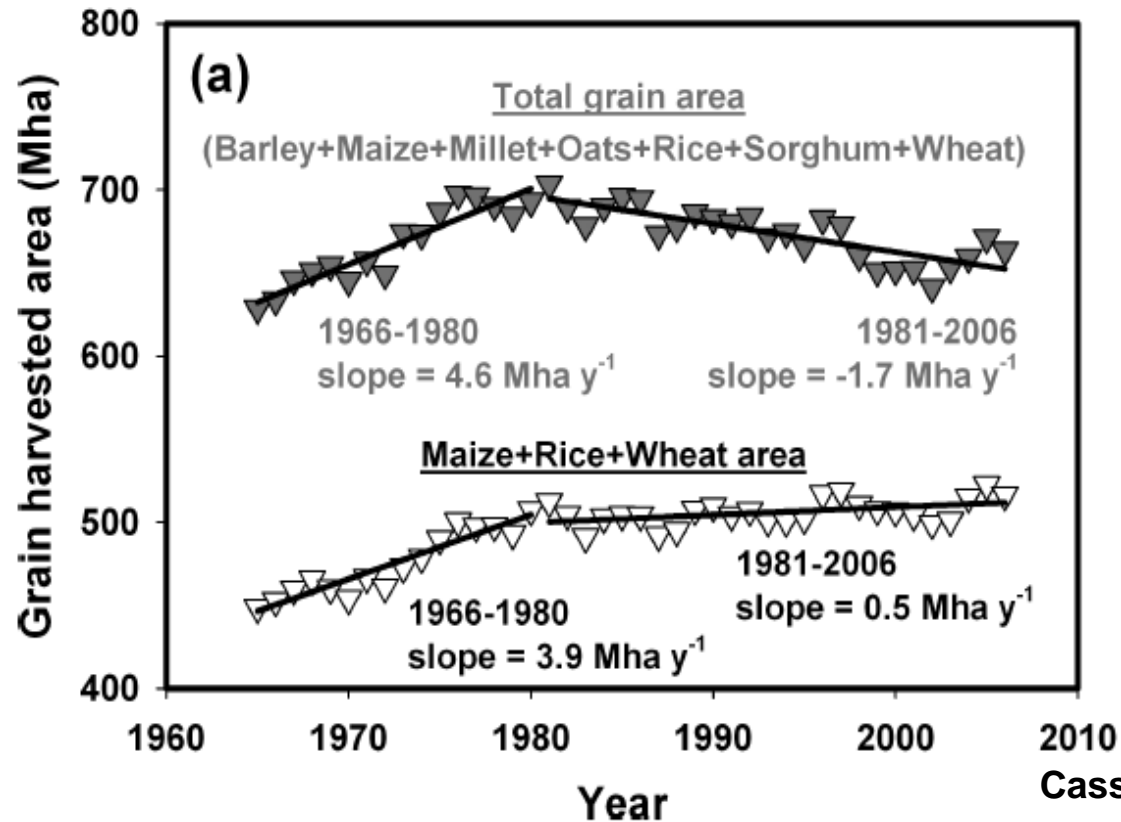 (a)
Total grain area
(Barley+Maize+Millet+Oats+Rice+Sorghum+Wheat)
Grain harvested area (Mha)
800
700
600
500
400
1966-1980
slope = 4.6 Mha y⁻¹
1981-2006
slope = -1.7 Mha y⁻¹
Maize+Rice+Wheat area
1966-1980
slope = 3.9 Mha y⁻¹
1981-2006
slope = 0.5 Mha y⁻¹
1960 1970 1980 1990 2000 2010
Year
Cass